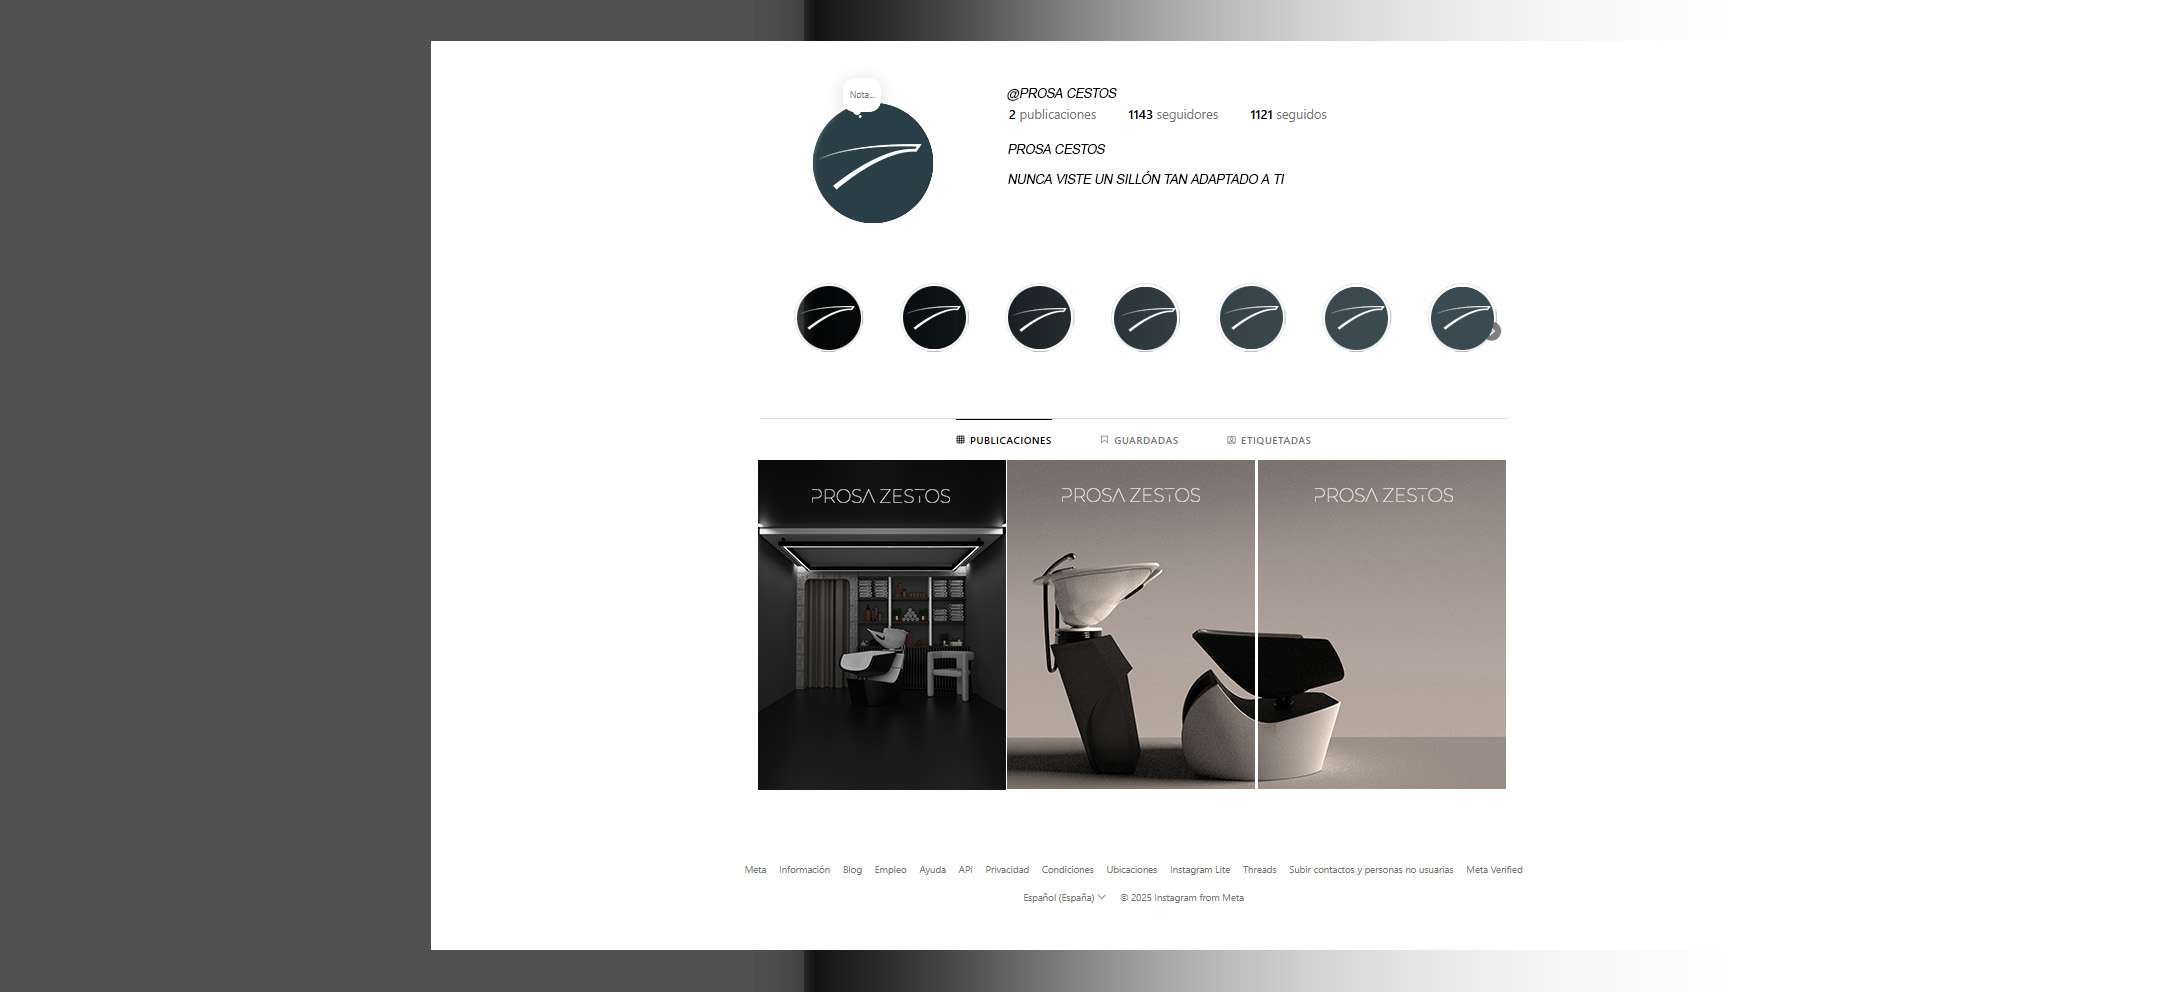 Nota...
@PROSA CESTOS
2 publicaciones 1143 seguidores 1121 seguidos
PROSA CESTOS
NUNCA VISTE UN SILLÓN TAN ADAPTADO A TI
PUBLICACIONES GUARDADAS ETIQUETADAS
PROSA ZESTOS PROSA ZESTOS PROSA ZESTOS
Meta Información Blog Empleo Ayuda API Privacidad Condiciones Ubicaciones Instagram Lite Threads Subir contactos y personas no usuarias Meta Verified
Español (España) © 2025 Instagram from Meta